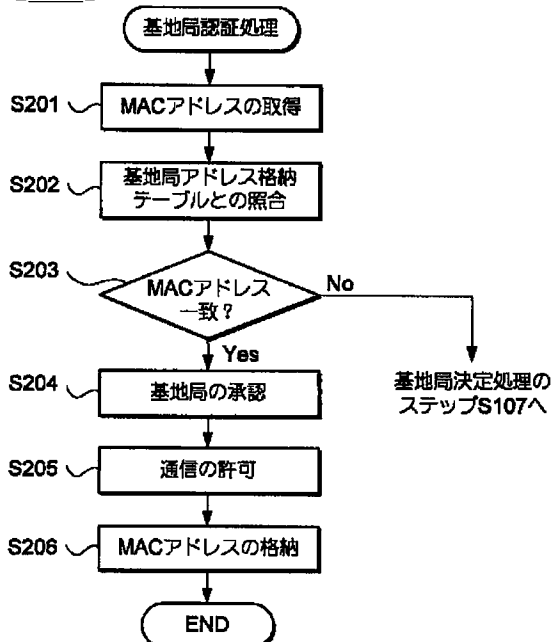 基地局認証処理
S201
MACアドレスの取得
S202
基地局アドレス格納
テーブルとの照合
S203
MACアドレス
一致？
No
Yes
基地局決定処理の
ステップS107へ
S204
基地局の承認
S205
通信の許可
S206
MACアドレスの格納
END